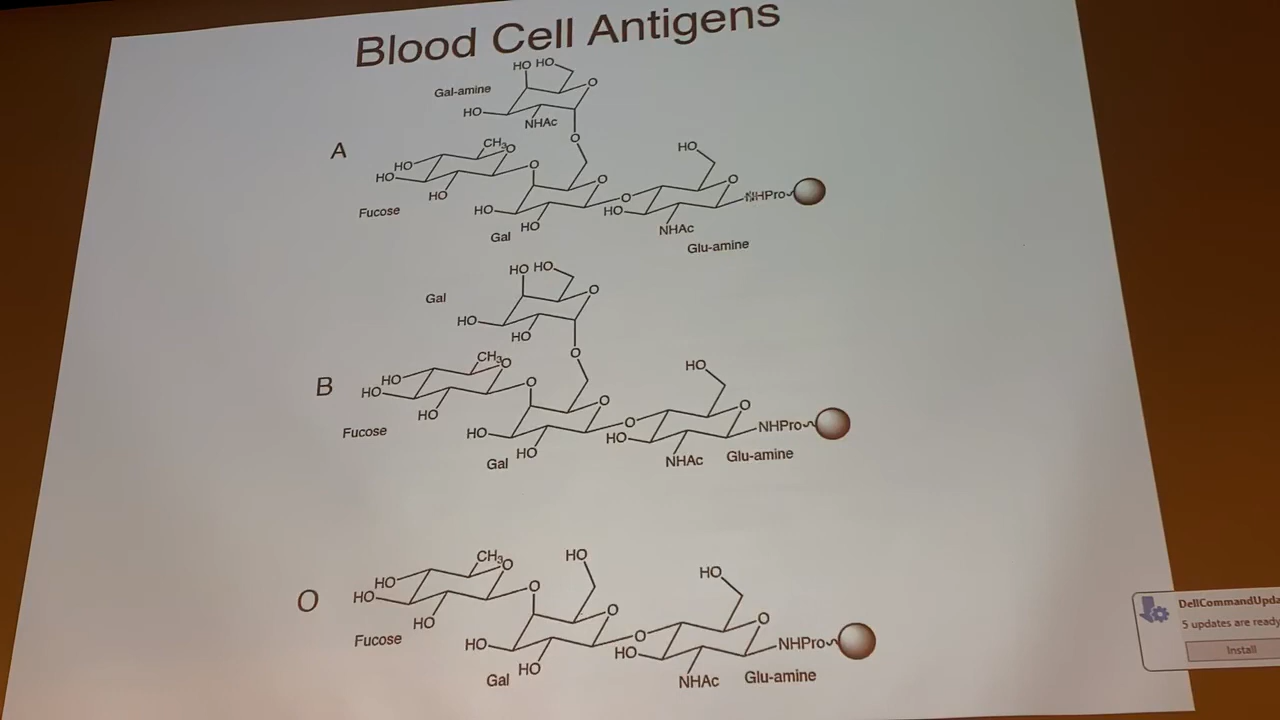 Blood Cell Antigens
HO HO
O
Gal-amine
HO
NHAc
O
A
CH3
O
HO
HO
HO
O
O
HO
O
O
NHPro
HO
HO
HO
NHAc
Fucose
Gal
Glu-amine
HO HO
O
Gal
HO
HO
O
B
CH3
O
HO
HO
HO
O
O
HO
O
O
NHPro
HO
HO
HO
NHAc
Fucose
Gal
Glu-amine
O
CH3
O
HO
HO
HO
O
HO
O
HO
O
O
NHPro
HO
HO
HO
NHAc
Fucose
Gal
Glu-amine
DellCommandUpda
5 updates are ready
Install